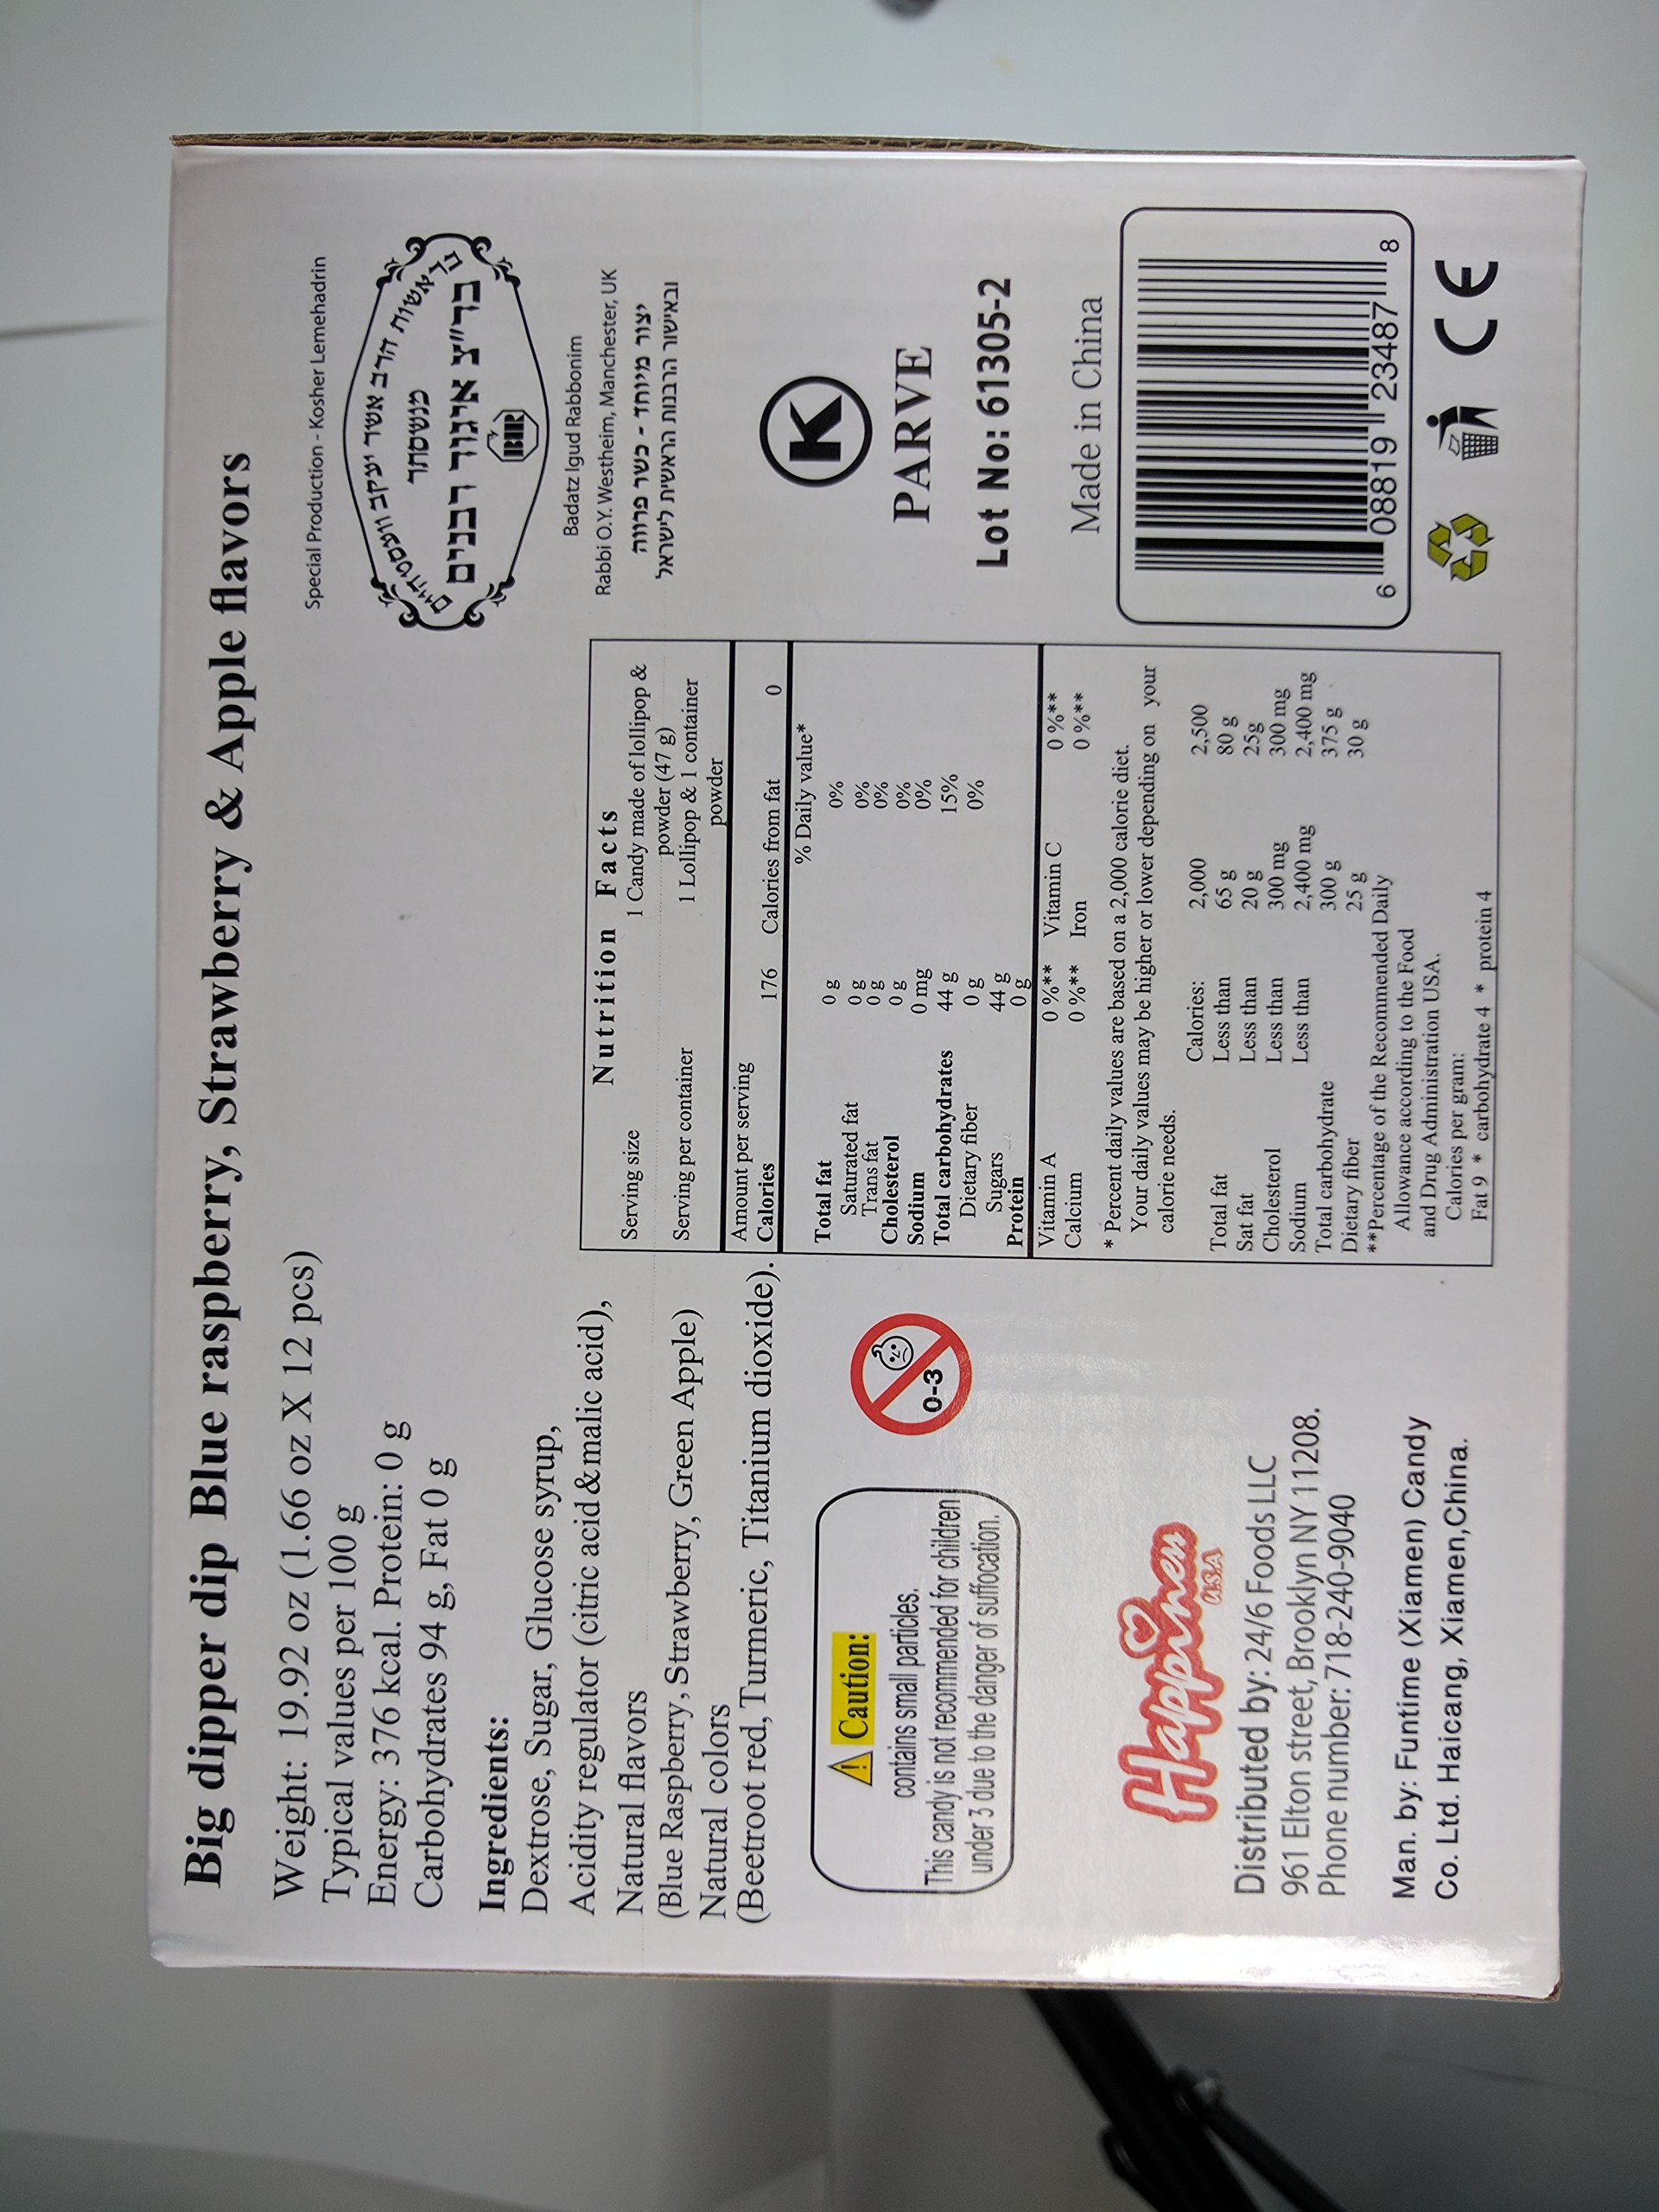 Big dipper dip Blue raspberry, Strawberry & Apple flavors
Weight: 19.92 oz (1.66 oz X 12 pcs)
Typical values per 100 g
Energy: 376 kcal. Protein: 0 g
Carbohydrates 94 g, Fat 0 g
Ingredients:
Dextrose, Sugar, Glucose syrup,
Acidity regulator (citric acid &malic acid),
Natural flavors
(Blue Raspberry, Strawberry, Green Apple)
Natural colors
(Beetroot red, Turmeric, Titanium dioxide).
Caution:
contains small particles.
This candy is not recommended for children
under 3 due to the danger of suffocation.
0-3
Happinen
U.S.A
Distributed by: 24/6 Foods LLC
961 Elton street, Brooklyn NY 11208.
Phone number: 718-240-9040
Man. by: Funtime (Xiamen) Candy
Co. Ltd. Haicang, Xiamen,China.
Nutrition Facts
Serving size 1 Candy made of lollipop &
powder (47 g)
Serving per container 1 Lollipop & 1 container
powder
Amount per serving
Calories 176 Calories from fat 0
% Daily value*
Total fat 0 g 0%
Saturated fat 0 g 0%
Trans fat 0 g 0%
Cholesterol 0 g 0%
Sodium 0 mg 0%
Total carbohydrates 44 g 15%
Dietary fiber 0 g 0%
Sugars 44 g
Protein 0 g
Vitamin A 0 %** Vitamin C 0 %**
Calcium 0 %** Iron 0 %**
* Percent daily values are based on a 2,000 calorie diet.
Your daily values may be higher or lower depending on your
calorie needs.
Calories: 2,000 2,500
Total fat Less than 65 g 80 g
Sat fat Less than 20 g 25g
Cholesterol Less than 300 mg 300 mg
Sodium Less than 2,400 mg 2,400 mg
Total carbohydrate 300 g 375 g
Dietary fiber 25 g 30 g
**Percentage of the Recommended Daily
Allowance according to the Food
and Drug Administration USA.
Calories per gram:
Fat 9 * carbohydrate 4 * protein 4
Special Production - Kosher Lemehadrin
הרב אשר יעקב וועסטהיים
מנשסתר
בד"צ איגוד רבנים
IBIR
Badatz Igud Rabbonim
Rabbi O.Y. Westheim, Manchester, UK
יצור מיוחד - כשר פרווה
ובאישור הרבנות הראשית לישראל
K
PARVE
Lot No: 61305-2
Made in China
6 08819 23487 8
CE